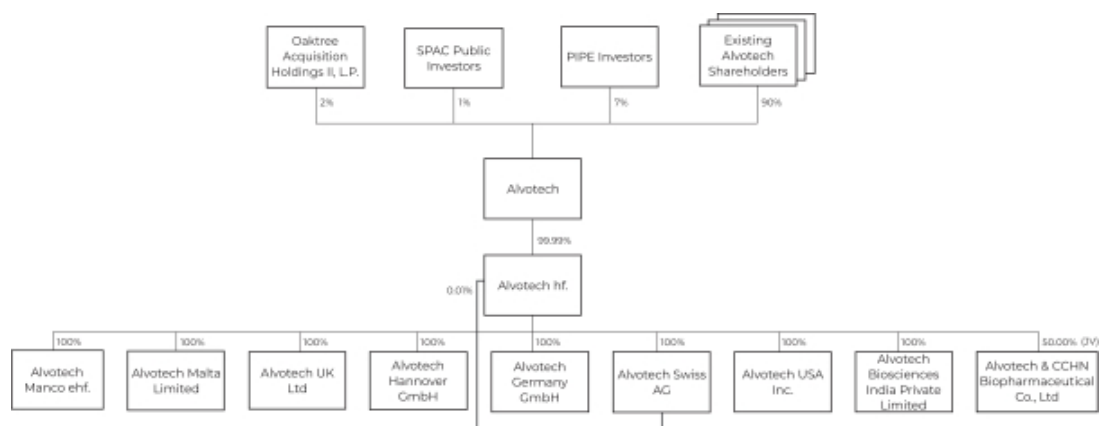 Oaktree
Acquisition
Holdings II, L.P.
SPAC Public
Investors
PIPE Investors
Existing
Alvotech
Shareholders
2%
1%
7%
90%
Alvotech
99.99%
Alvotech hf.
0.01%
100%
100%
100%
100%
100%
100%
100%
100%
50.00% (JV)
Alvotech
Manco ehf.
Alvotech Malta
Limited
Alvotech UK
Ltd
Alvotech
Hannover
GmbH
Alvotech
Germany
GmbH
Alvotech Swiss
AG
Alvotech USA
Inc.
Alvotech
Biosciences
India Private
Limited
Alvotech & CCHN
Biopharmaceutical
Co., Ltd